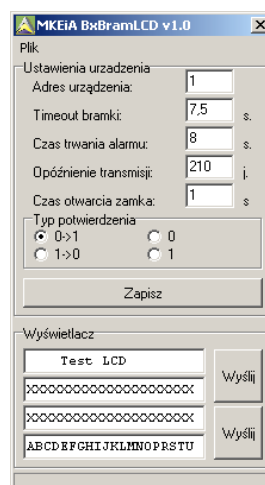 MKEiA BxBramLCD v1.0
Plik
Ustawienia urzadzenia
Adres urządzenia: 1
Timeout bramki: 7,5 s.
Czas trwania alarmu: 8 s.
Opóźnienie transmisji: 210 j.
Czas otwarcia zamka: 1 s
Typ potwierdzenia
0->1 0
1->0 1
Zapisz
Wyświetlacz
Test LCD
Wyślij
XXXXXXXXXXXXXXXXXXXX
XXXXXXXXXXXXXXXXXXXX
Wyślij
ABCDEFGHIJKLMNOPRSTU